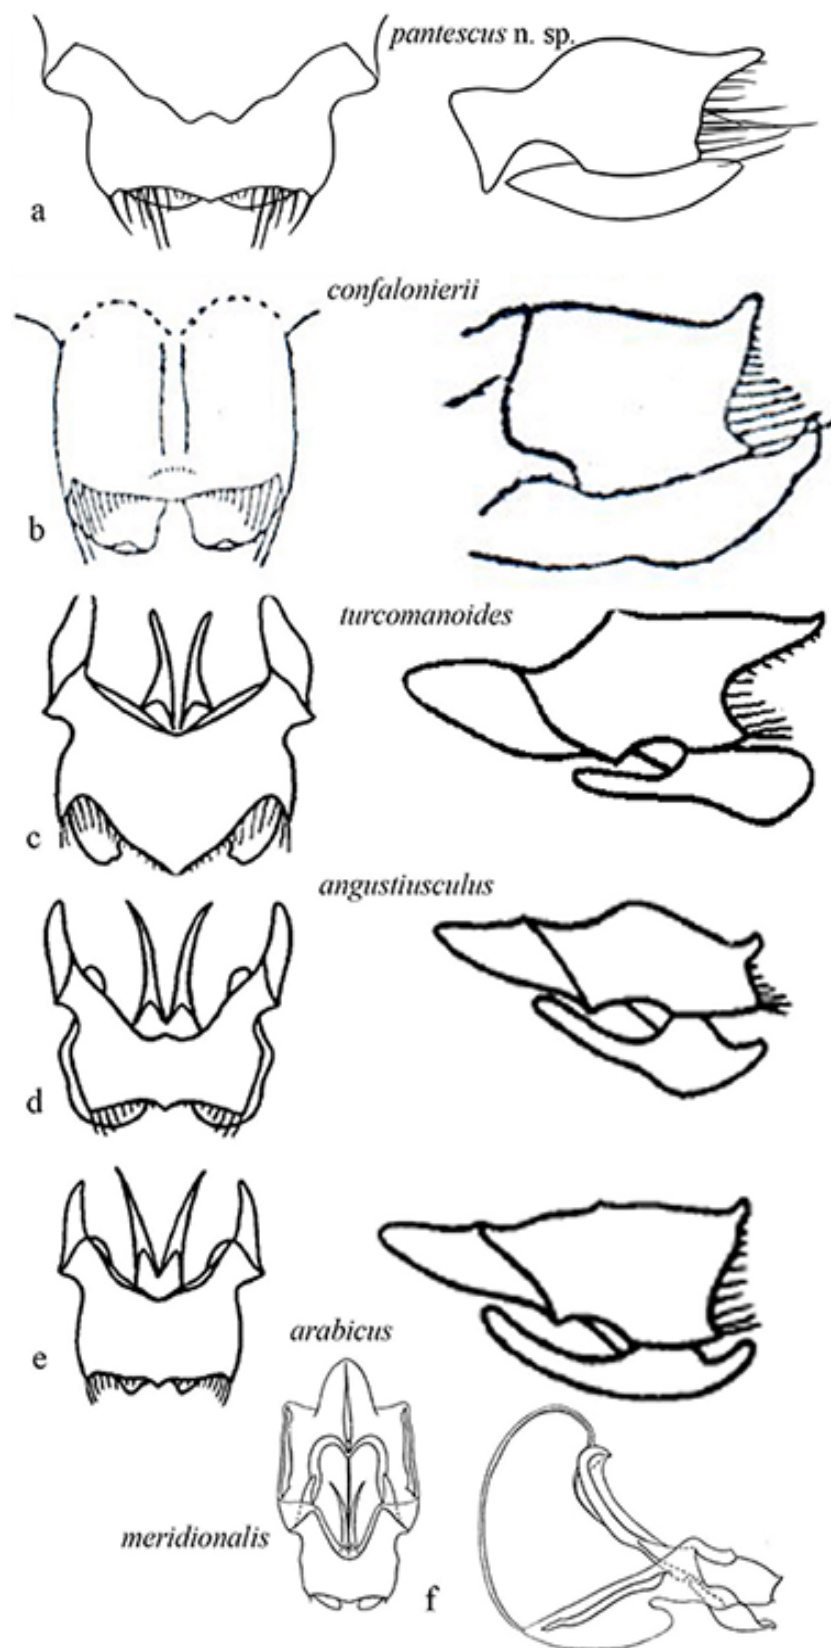 pantescus n. sp.
a
confalonierii
b
turcomanoides
c
angustiusculus
d
arabicus
e
meridionalis
f